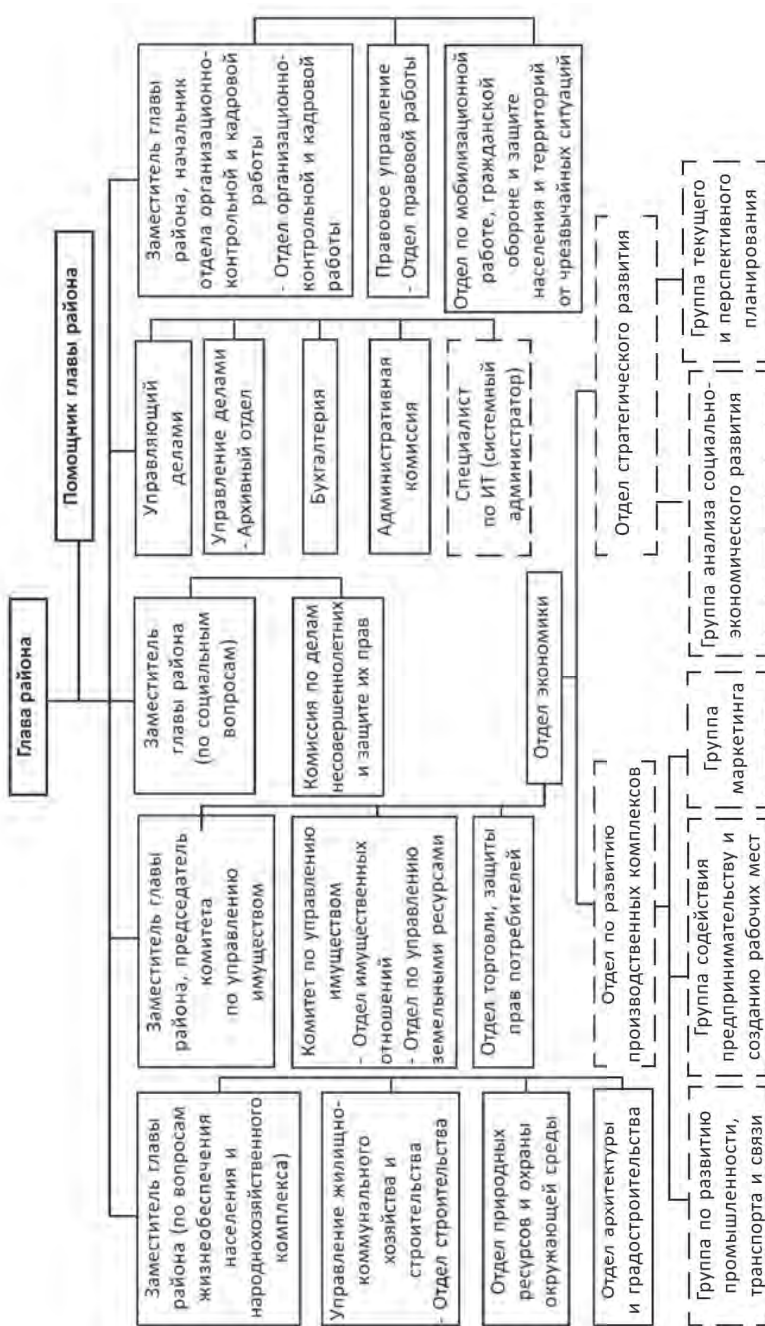 Глава района
Помощник главы района
Заместитель главы
района (по вопросам
жизнеобеспечения
населения и
народнохозяйственного
комплекса)
Управление жилищно-
коммунального
хозяйства и
строительства
- Отдел строительства
Отдел природных
ресурсов и охраны
окружающей среды
Отдел архитектуры
и градостроительства
Заместитель главы
района, председатель
комитета
по управлению
имуществом
Комитет по управлению
имуществом
- Отдел имущественных
отношений
- Отдел по управлению
земельными ресурсами
Отдел торговли, защиты
прав потребителей
Заместитель
главы района
(по социальным
вопросам)
Комиссия по делам
несовершеннолетних
и защите их прав
Управляющий
делами
Управление делами
- Архивный отдел
Бухгалтерия
Административная
комиссия
Специалист
по ИТ (системный
администратор)
Заместитель главы
района, начальник
отдела организационно-
контрольной и кадровой
работы
- Отдел организационно-
контрольной и кадровой
работы
Правовое управление
- Отдел правовой работы
Отдел по мобилизационной
работе, гражданской
обороне и защите
населения и территорий
от чрезвычайных ситуаций
Отдел экономики
Отдел по развитию
производственных комплексов
Отдел стратегического развития
Группа по развитию
промышленности,
транспорта и связи
Группа содействия
предпринимательству и
созданию рабочих мест
Группа
маркетинга
Группа анализа социально-
экономического развития
Группа текущего
и перспективного
планирования